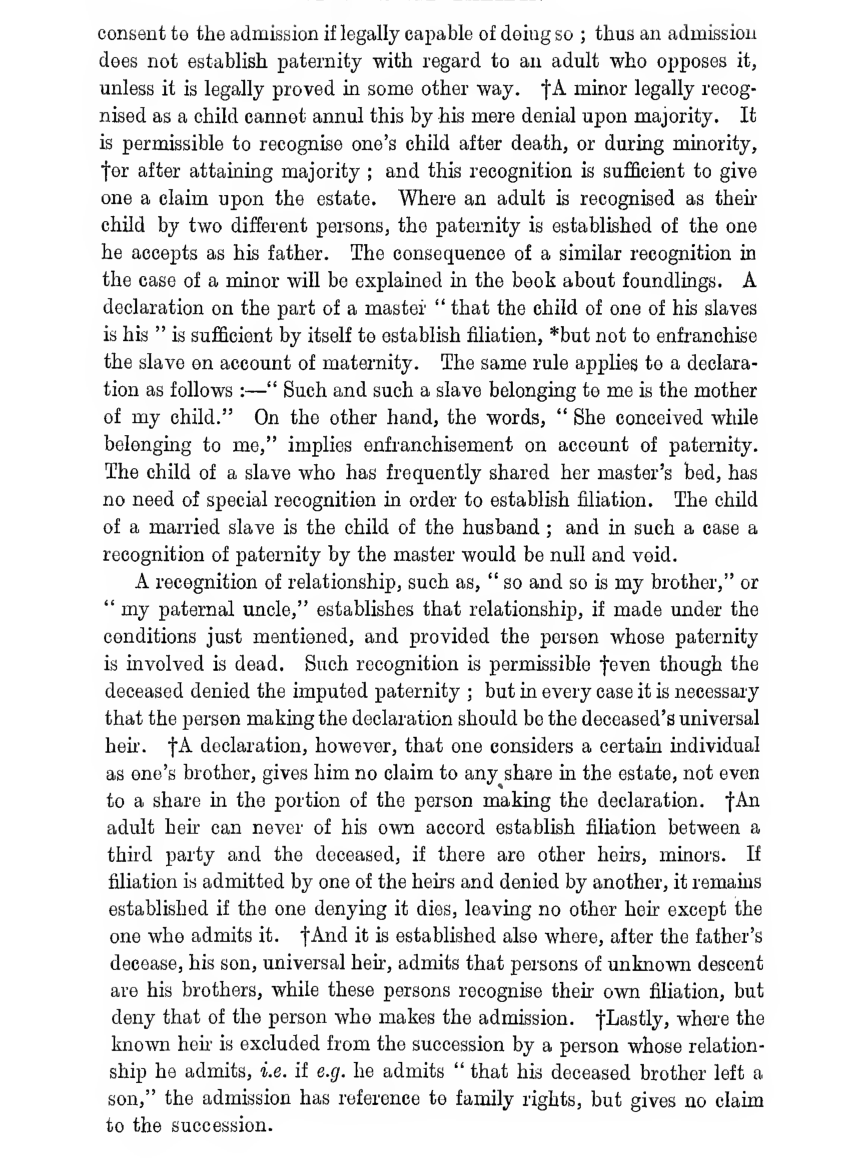 consent to the admission if legally capable of doing so ; thus an admission
does not establish paternity with regard to an adult who opposes it,
unless it is legally proved in some other way. †A minor legally recog-
nised as a child cannot annul this by his mere denial upon majority. It
is permissible to recognise one's child after death, or during minority,
†or after attaining majority ; and this recognition is sufficient to give
one a claim upon the estate. Where an adult is recognised as their
child by two different persons, the paternity is established of the one
he accepts as his father. The consequence of a similar recognition in
the case of a minor will be explained in the book about foundlings. A
declaration on the part of a master “ that the child of one of his slaves
is his ” is sufficient by itself to establish filiation, *but not to enfranchise
the slave on account of maternity. The same rule applies to a declara-
tion as follows :—“ Such and such a slave belonging to me is the mother
of my child.” On the other hand, the words, “ She conceived while
belonging to me,” implies enfranchisement on account of paternity.
The child of a slave who has frequently shared her master's bed, has
no need of special recognition in order to establish filiation. The child
of a married slave is the child of the husband ; and in such a case a
recognition of paternity by the master would be null and void.
A recognition of relationship, such as, “ so and so is my brother,” or
“ my paternal uncle,” establishes that relationship, if made under the
conditions just mentioned, and provided the person whose paternity
is involved is dead. Such recognition is permissible †even though the
deceased denied the imputed paternity ; but in every case it is necessary
that the person making the declaration should be the deceased's universal
heir. †A declaration, however, that one considers a certain individual
as one's brother, gives him no claim to any share in the estate, not even
to a share in the portion of the person making the declaration. †An
adult heir can never of his own accord establish filiation between a
third party and the deceased, if there are other heirs, minors. If
filiation is admitted by one of the heirs and denied by another, it remains
established if the one denying it dies, leaving no other heir except the
one who admits it. †And it is established also where, after the father's
decease, his son, universal heir, admits that persons of unknown descent
are his brothers, while these persons recognise their own filiation, but
deny that of the person who makes the admission. †Lastly, where the
known heir is excluded from the succession by a person whose relation-
ship he admits, i.e. if e.g. he admits “ that his deceased brother left a
son,” the admission has reference to family rights, but gives no claim
to the succession.